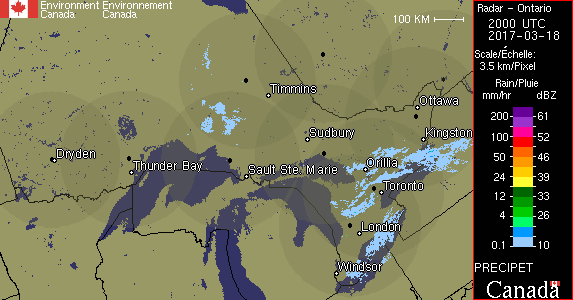 Environment Environnement
Canada Canada
100 KM
Timmins
Ottawa
Sudbury
Kingston
Dryden
Thunder Bay
Sault Ste. Marie
Orillia
Toronto
London
Windsor
Radar - Ontario
2000 UTC
2017-03-18
Scale/Échelle:
3.5 km/Pixel
Rain/Pluie
mm/hr dBZ
200 61
100 52
50 46
24 39
12 33
4 26
0.1 10
PRECIPET
Canada